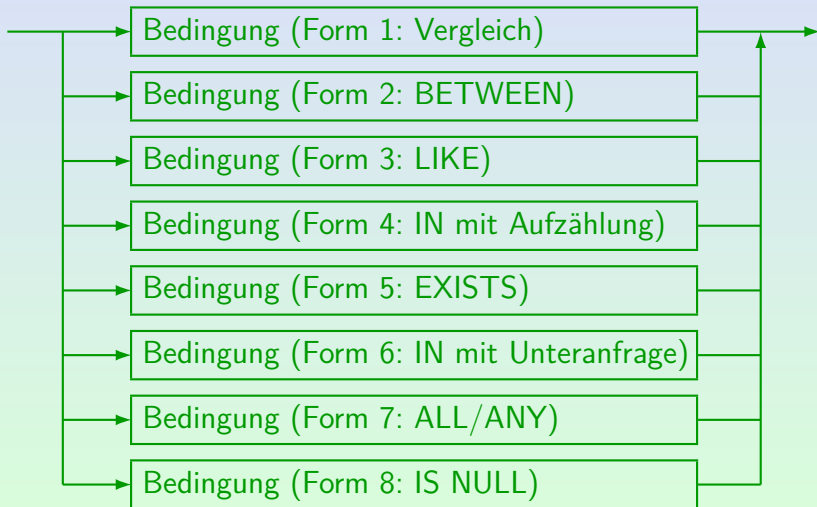 Bedingung (Form 1: Vergleich)
Bedingung (Form 2: BETWEEN)
Bedingung (Form 3: LIKE)
Bedingung (Form 4: IN mit Aufzählung)
Bedingung (Form 5: EXISTS)
Bedingung (Form 6: IN mit Unteranfrage)
Bedingung (Form 7: ALL/ANY)
Bedingung (Form 8: IS NULL)